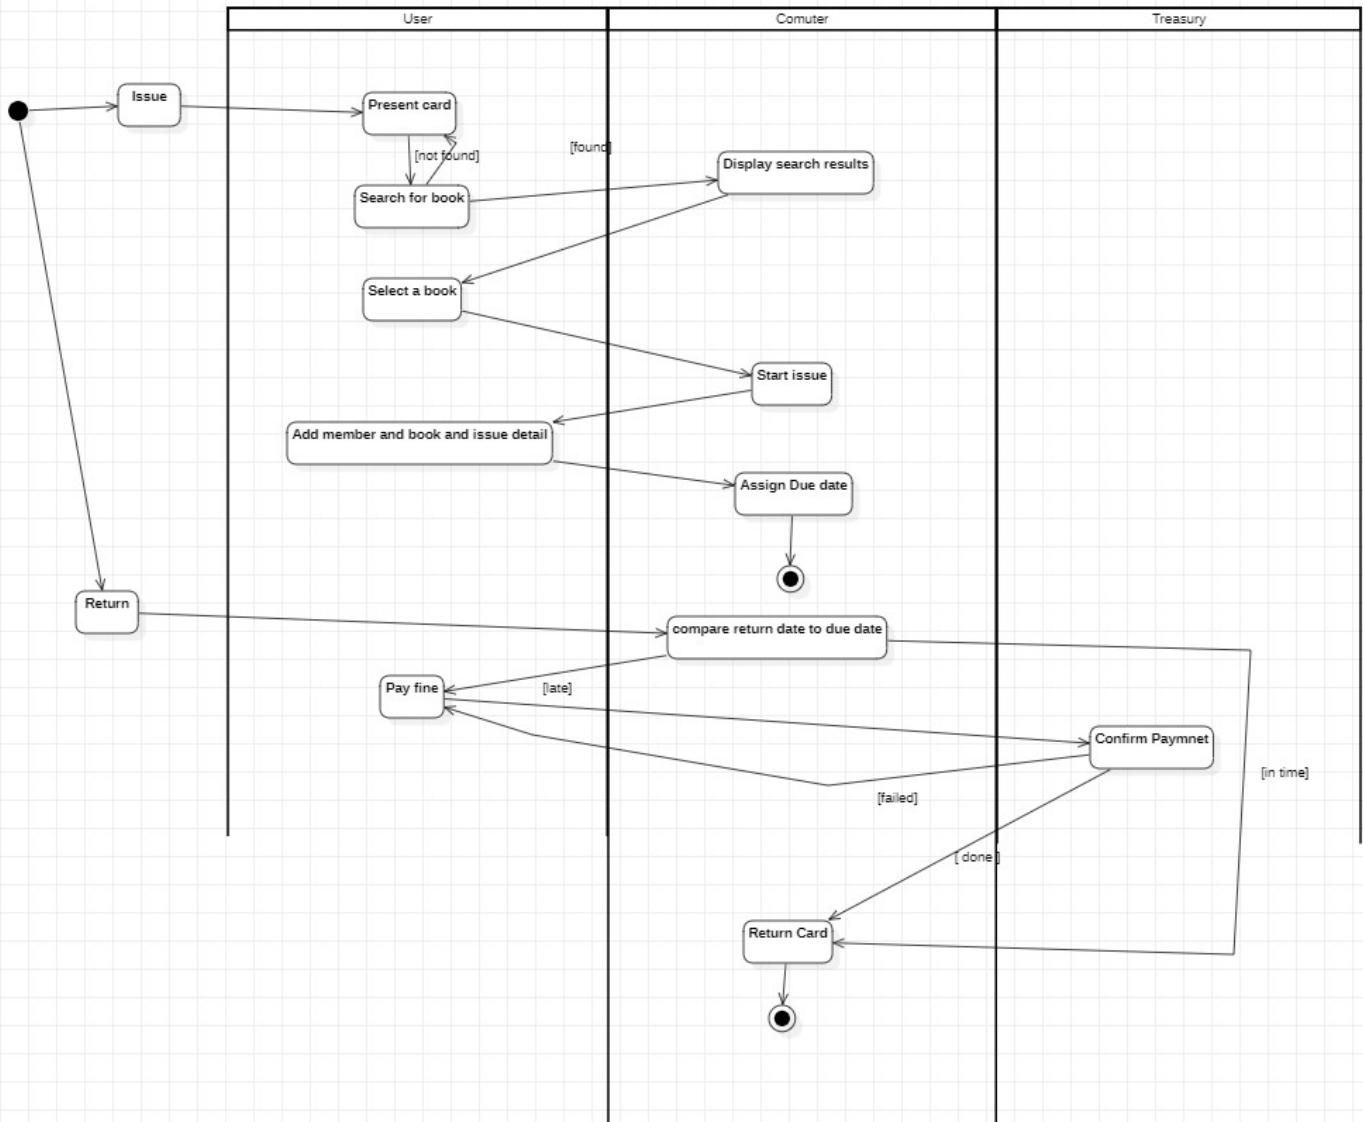 User
Comuter
Treasury
Issue
Present card
[not found]
[found]
Display search results
Search for book
Select a book
Start issue
Add member and book and issue detail
Assign Due date
Return
compare return date to due date
Pay fine
[late]
Confirm Paymnet
[in time]
[failed]
[ done ]
Return Card